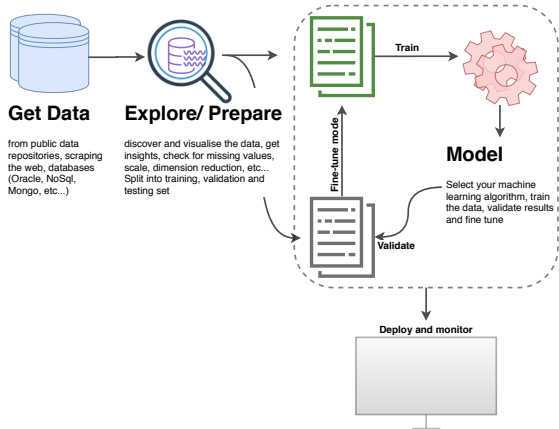 Get Data
from public data
repositories, scraping
the web, databases
(Oracle, NoSql,
Mongo, etc...)
Explore/ Prepare
discover and visualise the data, get
insights, check for missing values,
scale, dimension reduction, etc...
Split into training, validation and
testing set
Train
Fine-tune mode
Model
Select your machine
learning algorithm, train
the data, validate results
and fine tune
Validate
Deploy and monitor